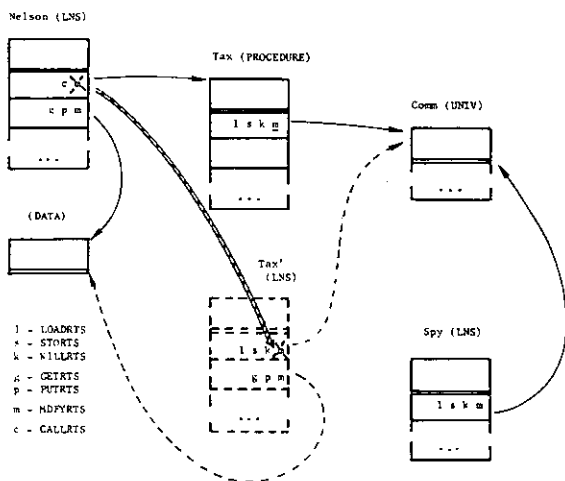 Nelson (LNS)
c
c p m
...
(DATA)
l - LOADRTS
s - STORTS
k - KILLRTS
g - GETRTS
p - PUTRTS
m - MDFYRTS
c - CALLRTS
Tax (PROCEDURE)
l s k m
...
Tax'
(LNS)
l s k
g p m
...
Comm (UNIV)
...
Spy (LNS)
l s k m
...